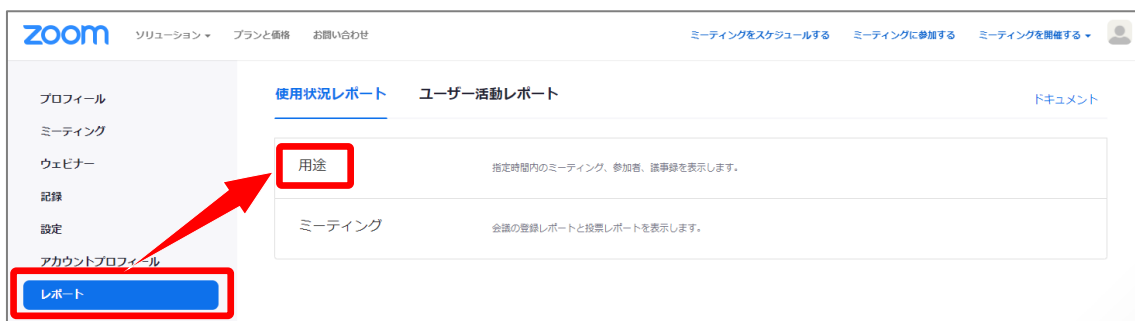 zoom ソリューション プランと価格 お問い合わせ ミーティングをスケジュールする ミーティングに参加する ミーティングを開催する
プロフィール
ミーティング
ウェビナー
記録
設定
アカウントプロフィール
レポート
使用状況レポート ユーザー活動レポート ドキュメント
用途 指定時間内のミーティング、参加者、議事録を表示します。
ミーティング 会議の登録レポートと投票レポートを表示します。